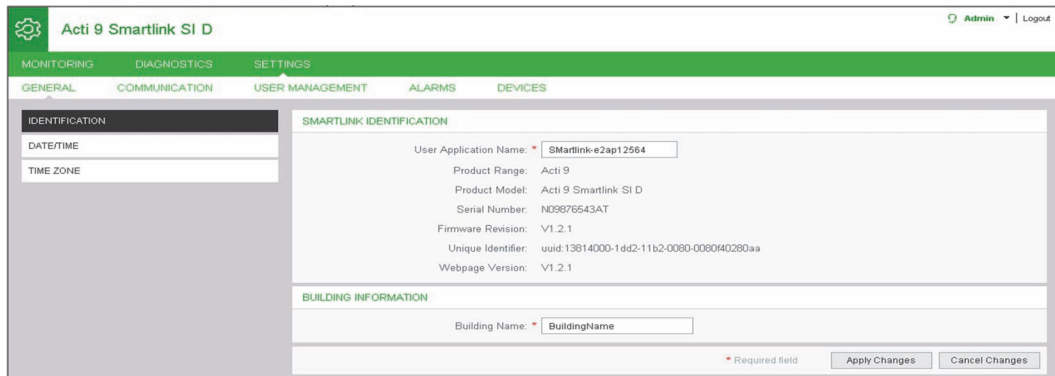 Acti 9 Smartlink SI D
Admin | Logout
MONITORING DIAGNOSTICS SETTINGS
GENERAL COMMUNICATION USER MANAGEMENT ALARMS DEVICES
IDENTIFICATION
DATE/TIME
TIME ZONE
SMARTLINK IDENTIFICATION
User Application Name: * SMartlink-e2ap12564
Product Range: Acti 9
Product Model: Acti 9 Smartlink SI D
Serial Number: N09876543AT
Firmware Revision: V1.2.1
Unique Identifier: uuid:13814000-1dd2-11b2-0080-0080f40280aa
Webpage Version: V1.2.1
BUILDING INFORMATION
Building Name: * BuildingName
* Required field Apply Changes Cancel Changes